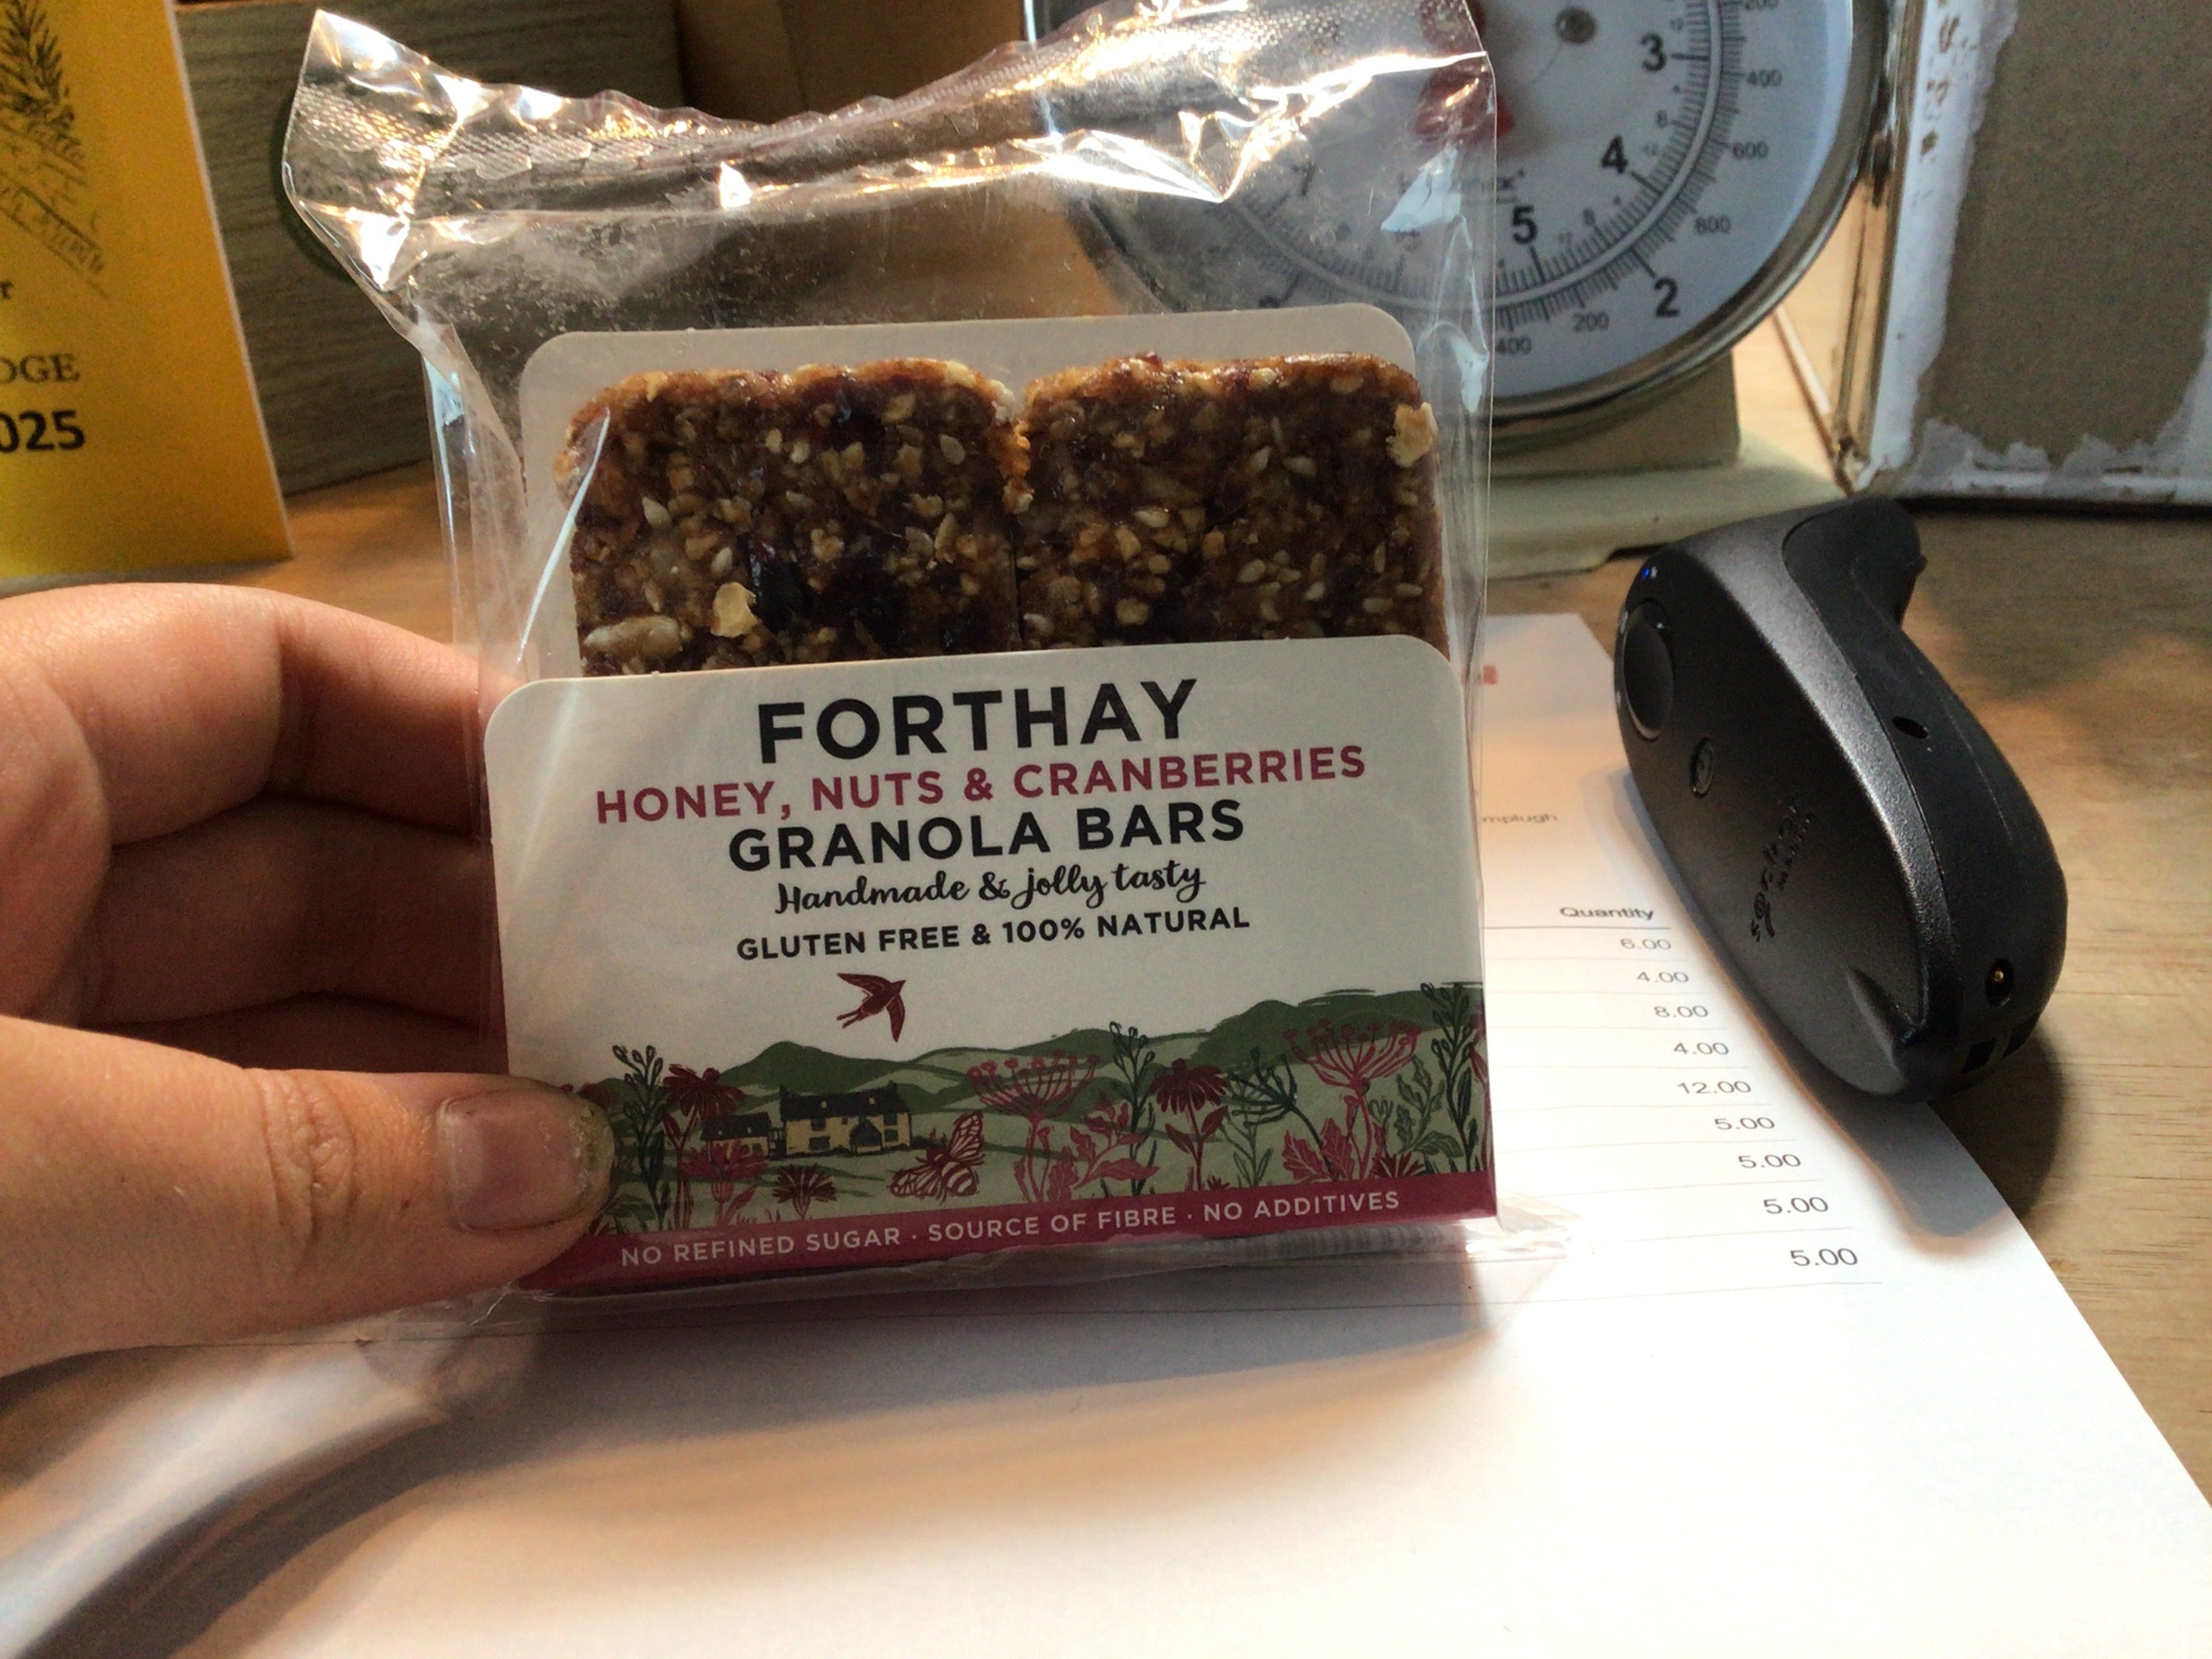 FORTHAY
HONEY, NUTS & CRANBERRIES
GRANOLA BARS
Handmade & jolly tasty
GLUTEN FREE & 100% NATURAL
NO REFINED SUGAR · SOURCE OF FIBRE · NO ADDITIVES
025
3
400
4
600
5
800
2
200
400
Quantity
6.00
4.00
8.00
4.00
12.00
5.00
5.00
5.00
5.00